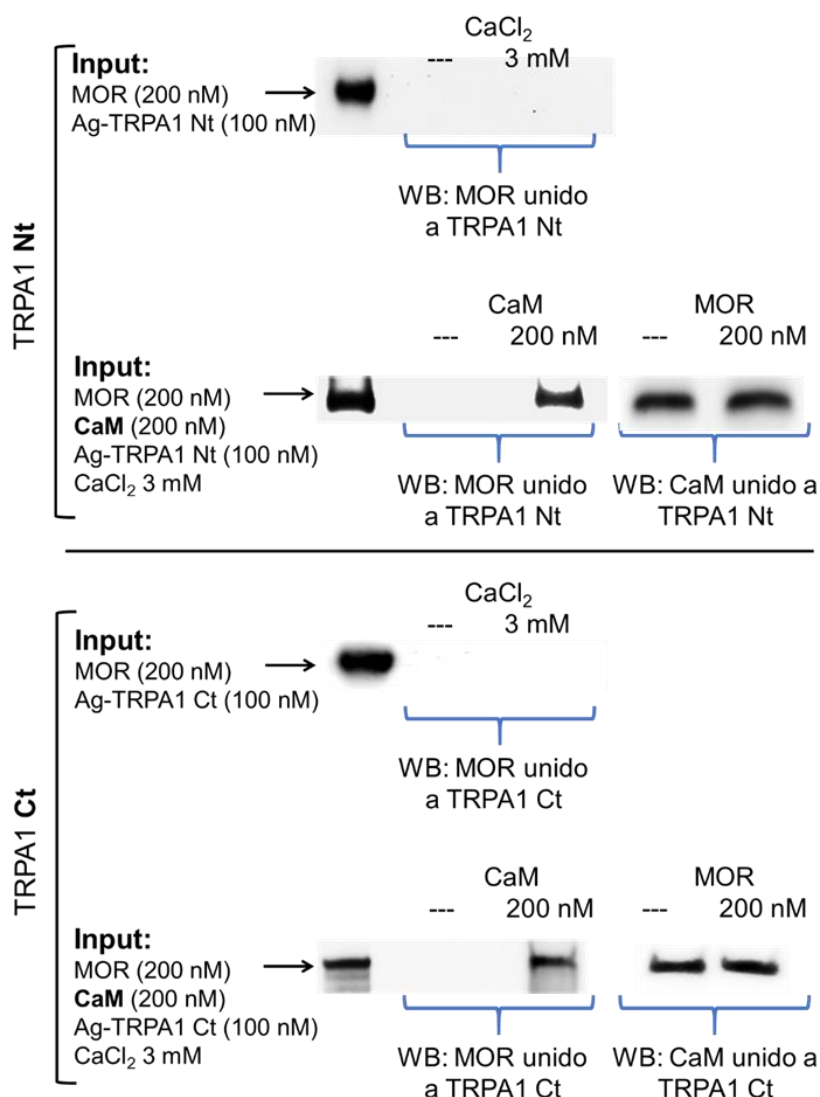 TRPA1 Nt
CaCl₂
--- 3 mM
Input:
MOR (200 nM)
Ag-TRPA1 Nt (100 nM)
WB: MOR unido
a TRPA1 Nt
CaM MOR
--- 200 nM --- 200 nM
Input:
MOR (200 nM)
CaM (200 nM)
Ag-TRPA1 Nt (100 nM)
CaCl₂ 3 mM
WB: MOR unido
a TRPA1 Nt
WB: CaM unido a
TRPA1 Nt
TRPA1 Ct
CaCl₂
--- 3 mM
Input:
MOR (200 nM)
Ag-TRPA1 Ct (100 nM)
WB: MOR unido
a TRPA1 Ct
CaM MOR
--- 200 nM --- 200 nM
Input:
MOR (200 nM)
CaM (200 nM)
Ag-TRPA1 Ct (100 nM)
CaCl₂ 3 mM
WB: MOR unido
a TRPA1 Ct
WB: CaM unido a
TRPA1 Ct